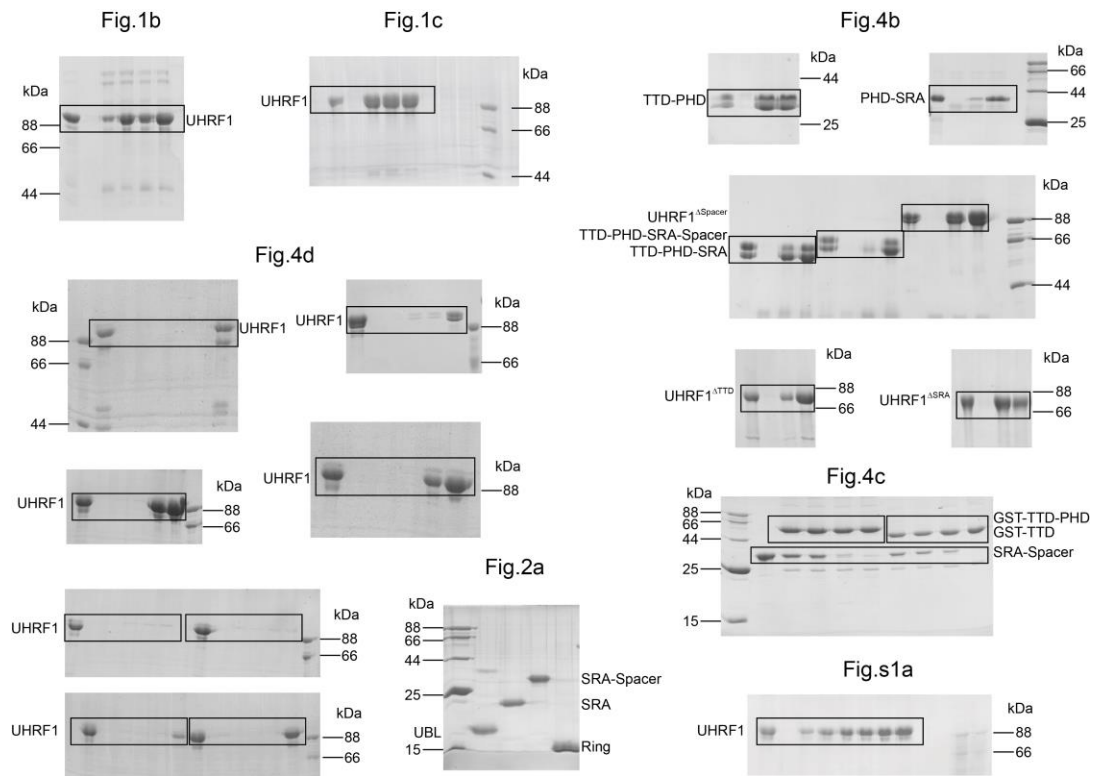 Fig.1b
kDa
88
66
44
UHRF1
Fig.1c
UHRF1
kDa
88
66
44
Fig.4d
kDa
88
66
44
UHRF1
UHRF1
kDa
88
66
UHRF1
kDa
88
66
UHRF1
kDa
88
UHRF1
kDa
88
66
UHRF1
kDa
88
66
Fig.2a
kDa
88
66
44
25
UBL
15
SRA-Spacer
SRA
Ring
Fig.4b
TTD-PHD
kDa
44
25
PHD-SRA
kDa
66
44
25
UHRF1ΔSpacer
TTD-PHD-SRA-Spacer
TTD-PHD-SRA
kDa
88
66
44
UHRF1ΔTTD
kDa
88
66
UHRF1ΔSRA
kDa
88
66
Fig.4c
kDa
88
66
44
25
15
GST-TTD-PHD
GST-TTD
SRA-Spacer
Fig.s1a
UHRF1
kDa
88
66